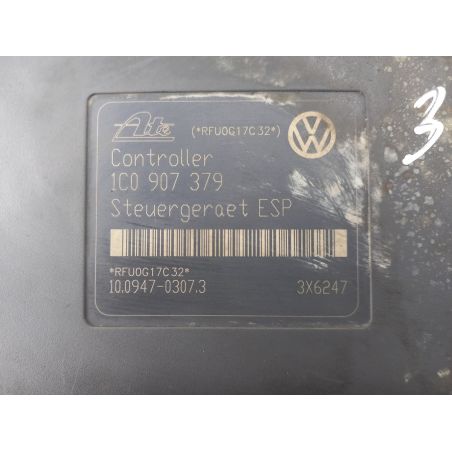 Ate (*RFU0G17C32*)
Controller
1C0 907 379
Steuergeraet ESP
*RFU0G17C32*
10.0947-0307.3 3X6247
3